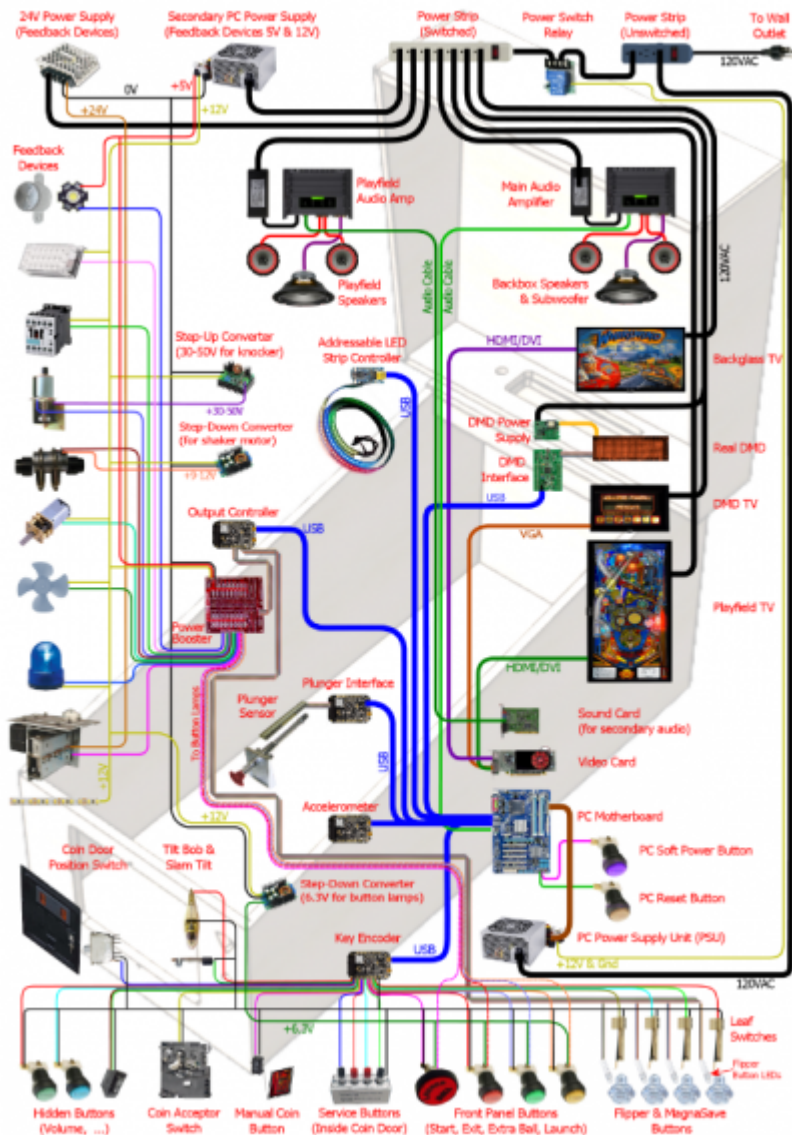 24V Power Supply
(Feedback Devices)
Secondary PC Power Supply
(Feedback Devices 5V & 12V)
Power Strip
(Switched)
Power Switch
Relay
Power Strip
(Unswitched)
To Wall
Outlet
120VAC
0V
+5V
+24V
+12V
Feedback
Devices
Playfield
Audio Amp
Main Audio
Amplifier
120VAC
Playfield
Speakers
Audio Cable
Audio Cable
Backbox Speakers
& Subwoofer
Step-Up Converter
(30-50V for knocker)
Addressable LED
Strip Controller
HDMI/DVI
Backglass TV
+30-50V
USB
Step-Down Converter
(for shaker motor)
DMD Power
Supply
Real DMD
+9-12V
DMD
Interface
Output Controller
USB
USB
DMD TV
VGA
Playfield TV
Power
Booster
HDMI/DVI
Plunger Interface
Plunger
Sensor
To Button Lamps
USB
Sound Card
(for secondary audio)
Video Card
+12V
+12V
Accelerometer
PC Motherboard
Coin Door
Position Switch
Tilt Bob &
Slam Tilt
PC Soft Power Button
Step-Down Converter
(6.3V for button lamps)
PC Reset Button
Key Encoder
USB
PC Power Supply Unit (PSU)
+12V & Gnd
120VAC
+6.3V
Leaf
Switches
Flipper
Button LEDs
Hidden Buttons
(Volume, ...)
Coin Acceptor
Switch
Manual Coin
Button
Service Buttons
(Inside Coin Door)
Front Panel Buttons
(Start, Exit, Extra Ball, Launch)
Flipper & MagnaSave
Buttons